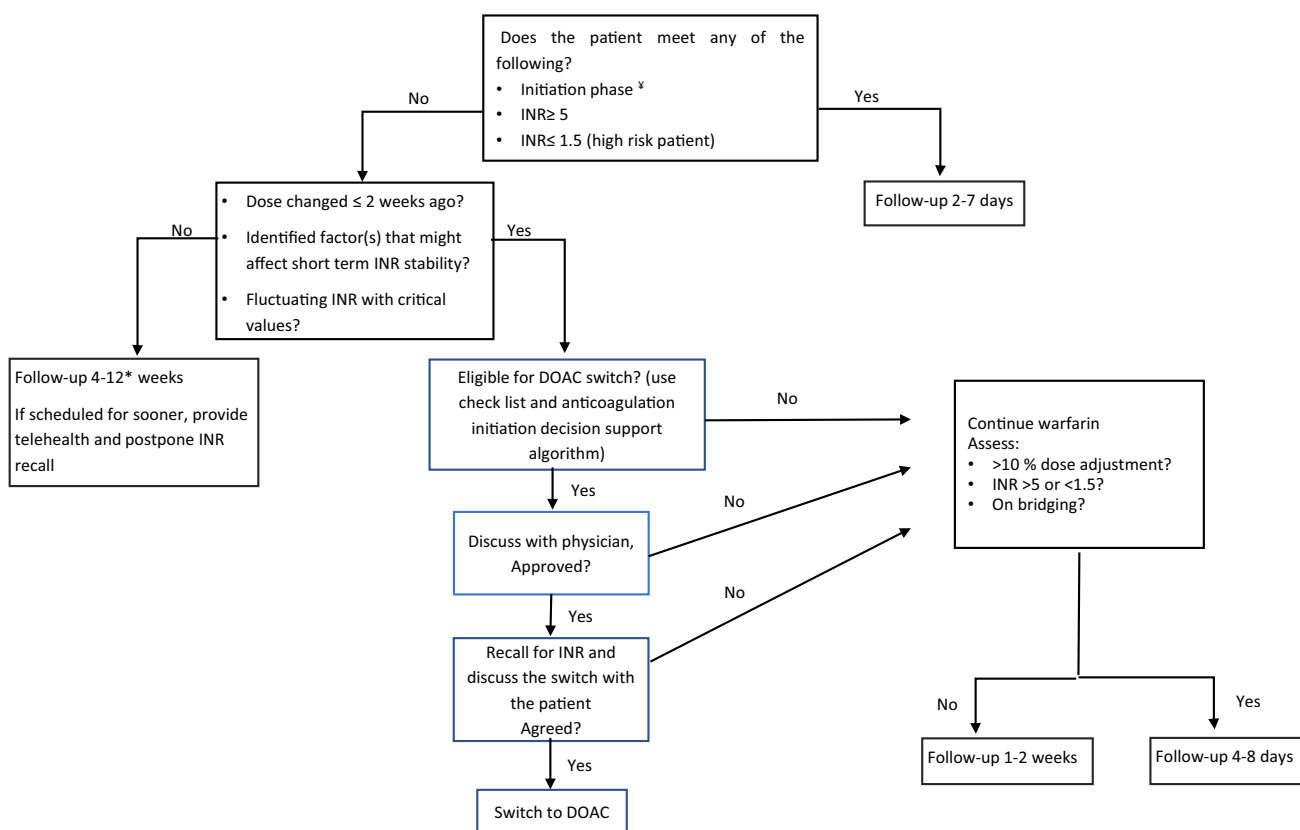 Does the patient meet any of the
following?
• Initiation phase ¥
• INR≥ 5
• INR≤ 1.5 (high risk patient)
No
Yes
Follow-up 2-7 days
• Dose changed ≤ 2 weeks ago?
• Identified factor(s) that might
affect short term INR stability?
• Fluctuating INR with critical
values?
No
Yes
Follow-up 4-12* weeks
If scheduled for sooner, provide
telehealth and postpone INR
recall
Eligible for DOAC switch? (use
check list and anticoagulation
initiation decision support
algorithm)
No
Yes
Discuss with physician,
Approved?
No
Yes
Recall for INR and
discuss the switch with
the patient
Agreed?
No
Yes
Switch to DOAC
Continue warfarin
Assess:
• >10 % dose adjustment?
• INR >5 or <1.5?
• On bridging?
No
Yes
Follow-up 1-2 weeks
Follow-up 4-8 days